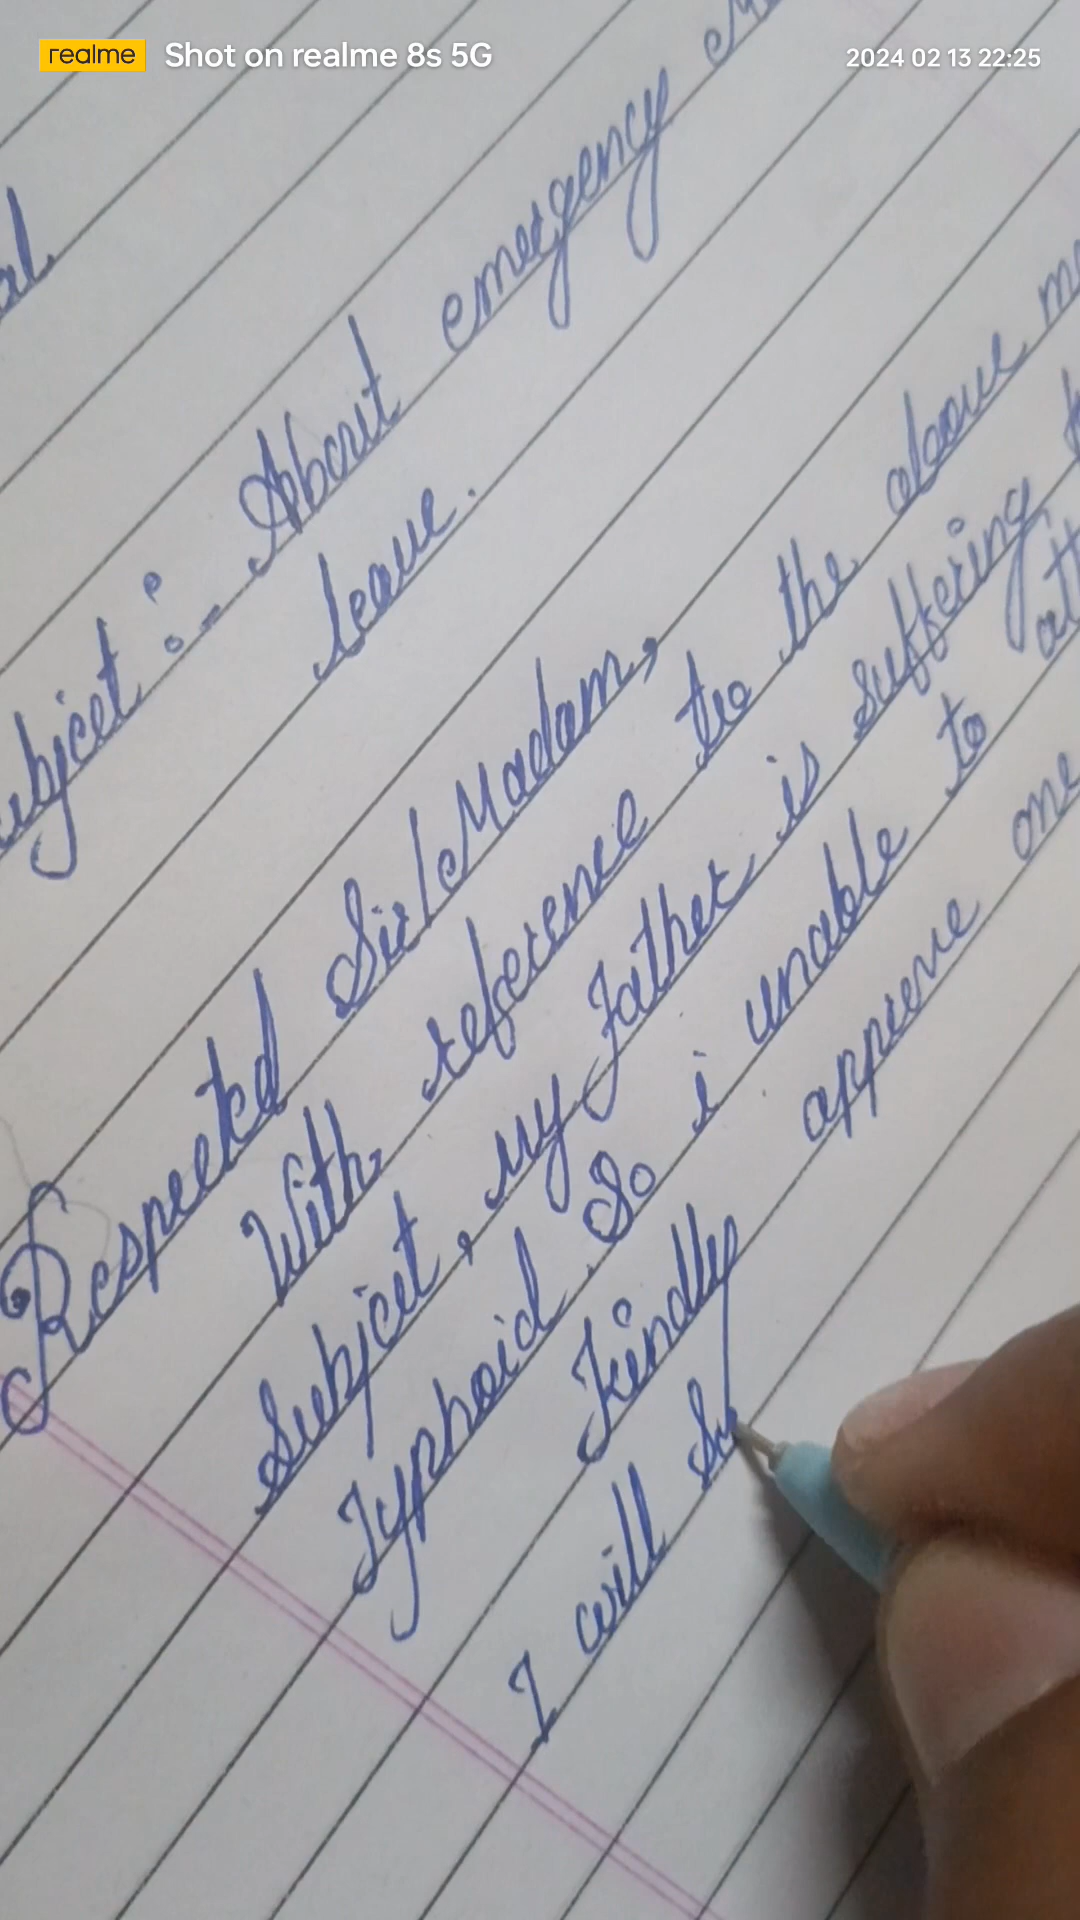 realme Shot on realme 8s 5G
2024 02 13 22:25
Subject :- About emergency
leave.
Respected Sir/Madam,
With reference to the above
subject, my Father is suffering
Typhoid. So i unable to
Kindly approve one
I will